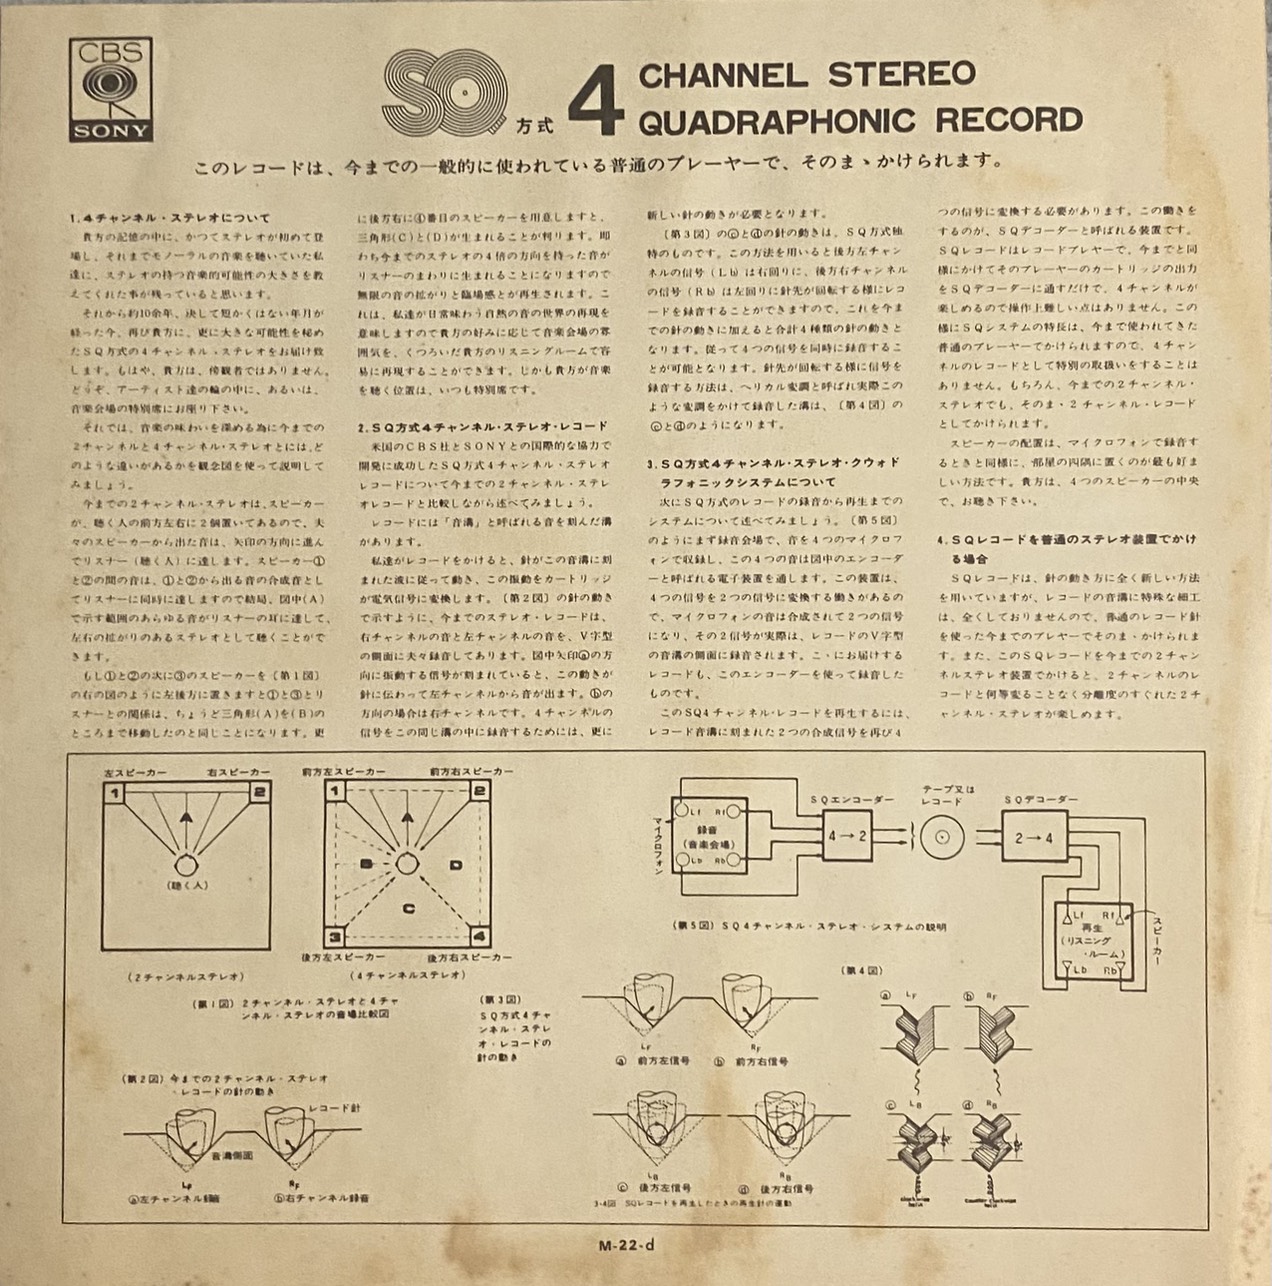 CBS
SONY
SQ 方式 4 CHANNEL STEREO
QUADRAPHONIC RECORD
このレコードは、今までの一般的に使われている普通のプレーヤーで、そのまゝかけられます。
1.4チャンネル・ステレオについて
貴方の記憶の中に、かつてステレオが初めて登
場し、それまでモノーラルの音楽を聴いていた私
達に、ステレオの持つ音楽的可能性の大きさを教
えてくれた事が残っていると思います。
それから約10余年、決して短かくはない年月が
経った今、再び貴方に、更に大きな可能性を秘め
たSQ方式の4チャンネル・ステレオをお届け致
します。もはや、貴方は、傍観者ではありません。
どうぞ、アーティスト達の輪の中に、あるいは、
音楽会場の特別席にお座り下さい。
それでは、音楽の味わいを深める為に今までの
2チャンネルと4チャンネル・ステレオとには、ど
のような違いがあるかを観念図を使って説明して
みましょう。
今までの2チャンネル・ステレオは、スピーカー
が、聴く人の前方左右に2個置いてあるので、夫
々のスピーカーから出た音は、矢印の方向に進ん
でリスナー(聴く人)に達します。スピーカー①
と②の間の音は、①と②から出る音の合成音とし
てリスナーに同時に達しますので結局、図中(A)
で示す範囲のあらゆる音がリスナーの耳に達して、
左右の拡がりのあるステレオとして聴くことがで
きます。
もし①と②の次に③のスピーカーを〔第1図〕
の右の図のように左後方に置きますと①と③とリ
スナーとの関係は、ちょうど三角形(A)を(B)の
ところまで移動したのと同じことになります。更
に後方右に④番目のスピーカーを用意しますと、
三角形(C)と(D)が生まれることが判ります。即
わち今までのステレオの4倍の方向を持った音が
リスナーのまわりに生まれることになりますので
無限の音の拡がりと臨場感とが再生されます。こ
れは、私達が日常味わう自然の音の世界の再現を
意味しますので貴方の好みに応じて音楽会場の雰
囲気を、くつろいだ貴方のリスニングルームで容
易に再現することができます。しかも貴方が音楽
を聴く位置は、いつも特別席です。
2.SQ方式4チャンネル・ステレオ・レコード
米国のCBS社とSONYとの国際的な協力で
開発に成功したSQ方式4チャンネル・ステレオ
レコードについて今までの2チャンネル・ステレ
オレコードと比較しながら述べてみましょう。
レコードには「音溝」と呼ばれる音を刻んだ溝
があります。
私達がレコードをかけると、針がこの音溝に刻
まれた波に従って動き、この振動をカートリッジ
が電気信号に変換します。〔第2図〕の針の動き
で示すように、今までのステレオ・レコードは、
右チャンネルの音と左チャンネルの音を、V字型
の側面に夫々録音してあります。図中矢印ⓐの方
向に振動する信号が刻まれていると、この動きが
針に伝わって左チャンネルから音が出ます。ⓑの
方向の場合は右チャンネルです。4チャンネルの
信号をこの同じ溝の中に録音するためには、更に
新しい針の動きが必要となります。
〔第3図〕のⓒとⓓの針の動きは、SQ方式独
特のものです。この方法を用いると後方左チャン
ネルの信号(Lb)は右回りに、後方右チャンネル
の信号(Rb)は左回りに針先が回転する様にレコ
ードを録音することができますので、これを今ま
での針の動きに加えると合計4種類の針の動きと
なります。従って4つの信号を同時に録音するこ
とが可能となります。針先が回転する様に信号を
録音する方法は、ヘリカル変調と呼ばれ実際この
ような変調をかけて録音した溝は、〔第4図〕の
ⓒとⓓのようになります。
3.SQ方式4チャンネル・ステレオ・クウォド
ラフォニックシステムについて
次にSQ方式のレコードの録音から再生までの
システムについて述べてみましょう。〔第5図〕
のようにまず録音会場で、音を4つのマイクロフ
ォンで収録し、この4つの音は図中のエンコーダ
ーと呼ばれる電子装置を通します。この装置は、
4つの信号を2つの信号に変換する働きがあるの
で、マイクロフォンの音は合成されて2つの信号
になり、その2信号が実際は、レコードのV字型
の音溝の側面に録音されます。こゝにお届けする
レコードも、このエンコーダーを使って録音した
ものです。
このSQ4チャンネル・レコードを再生するには、
レコード音溝に刻まれた2つの合成信号を再び4
つの信号に変換する必要があります。この働きを
するのが、SQデコーダーと呼ばれる装置です。
SQレコードはレコードプレヤーで、今までと同
様にかけてそのプレーヤーのカートリッジの出力
をSQデコーダーに通すだけで、4チャンネルが
楽しめるので操作上難しい点はありません。この
様にSQシステムの特長は、今まで使われてきた
普通のプレーヤーでかけられますので、4チャン
ネルのレコードとして特別の取扱いをすることは
ありません。もちろん、今までの2チャンネル・
ステレオでも、そのまゝ2チャンネル・レコード
としてかけられます。
スピーカーの配置は、マイクロフォンで録音す
るときと同様に、部屋の四隅に置くのが最も好ま
しい方法です。貴方は、4つのスピーカーの中央
で、お聴き下さい。
4.SQレコードを普通のステレオ装置でかけ
る場合
SQレコードは、針の動き方に全く新しい方法
を用いていますが、レコードの音溝に特殊な細工
は、全くしておりませんので、普通のレコード針
を使った今までのプレヤーでそのまゝかけられま
す。また、このSQレコードを今までの2チャン
ネルステレオ装置でかけると、2チャンネルのレ
コードと何等変ることなく分離度のすぐれた2チ
ャンネル・ステレオが楽しめます。
左スピーカー 右スピーカー
1 2
(聴く人)
(2チャンネルステレオ)
前方左スピーカー 前方右スピーカー
1 2
B D
C
3 4
後方左スピーカー 後方右スピーカー
(4チャンネルステレオ)
(第1図) 2チャンネル・ステレオと4チャ
ンネル・ステレオの音場比較図
(第2図) 今までの2チャンネル・ステレオ
・レコードの針の動き
レコード針
音溝側面
LF RF
ⓐ左チャンネル録音 ⓑ右チャンネル録音
(第3図)
SQ方式4チャ
ンネル・ステレ
オ・レコードの
針の動き
LF RF
ⓐ 前方左信号 ⓑ 前方右信号
LB RB
ⓒ 後方左信号 ⓓ 後方右信号
3-4図 SQレコードを再生したときの再生針の運動
マイクロフォン
Lf Rf
録音
(音楽会場)
Lb Rb
SQエンコーダー
4→2
テープ又は
レコード
SQデコーダー
2→4
Lf Rf
再生
(リスニング
・ルーム)
Lb Rb
スピーカー
(第5図) SQ4チャンネル・ステレオ・システムの説明
(第4図)
ⓐ LF ⓑ RF
ⓒ LB ⓓ RB
clockwise
helix
counter clockwise
helix
M-22-d